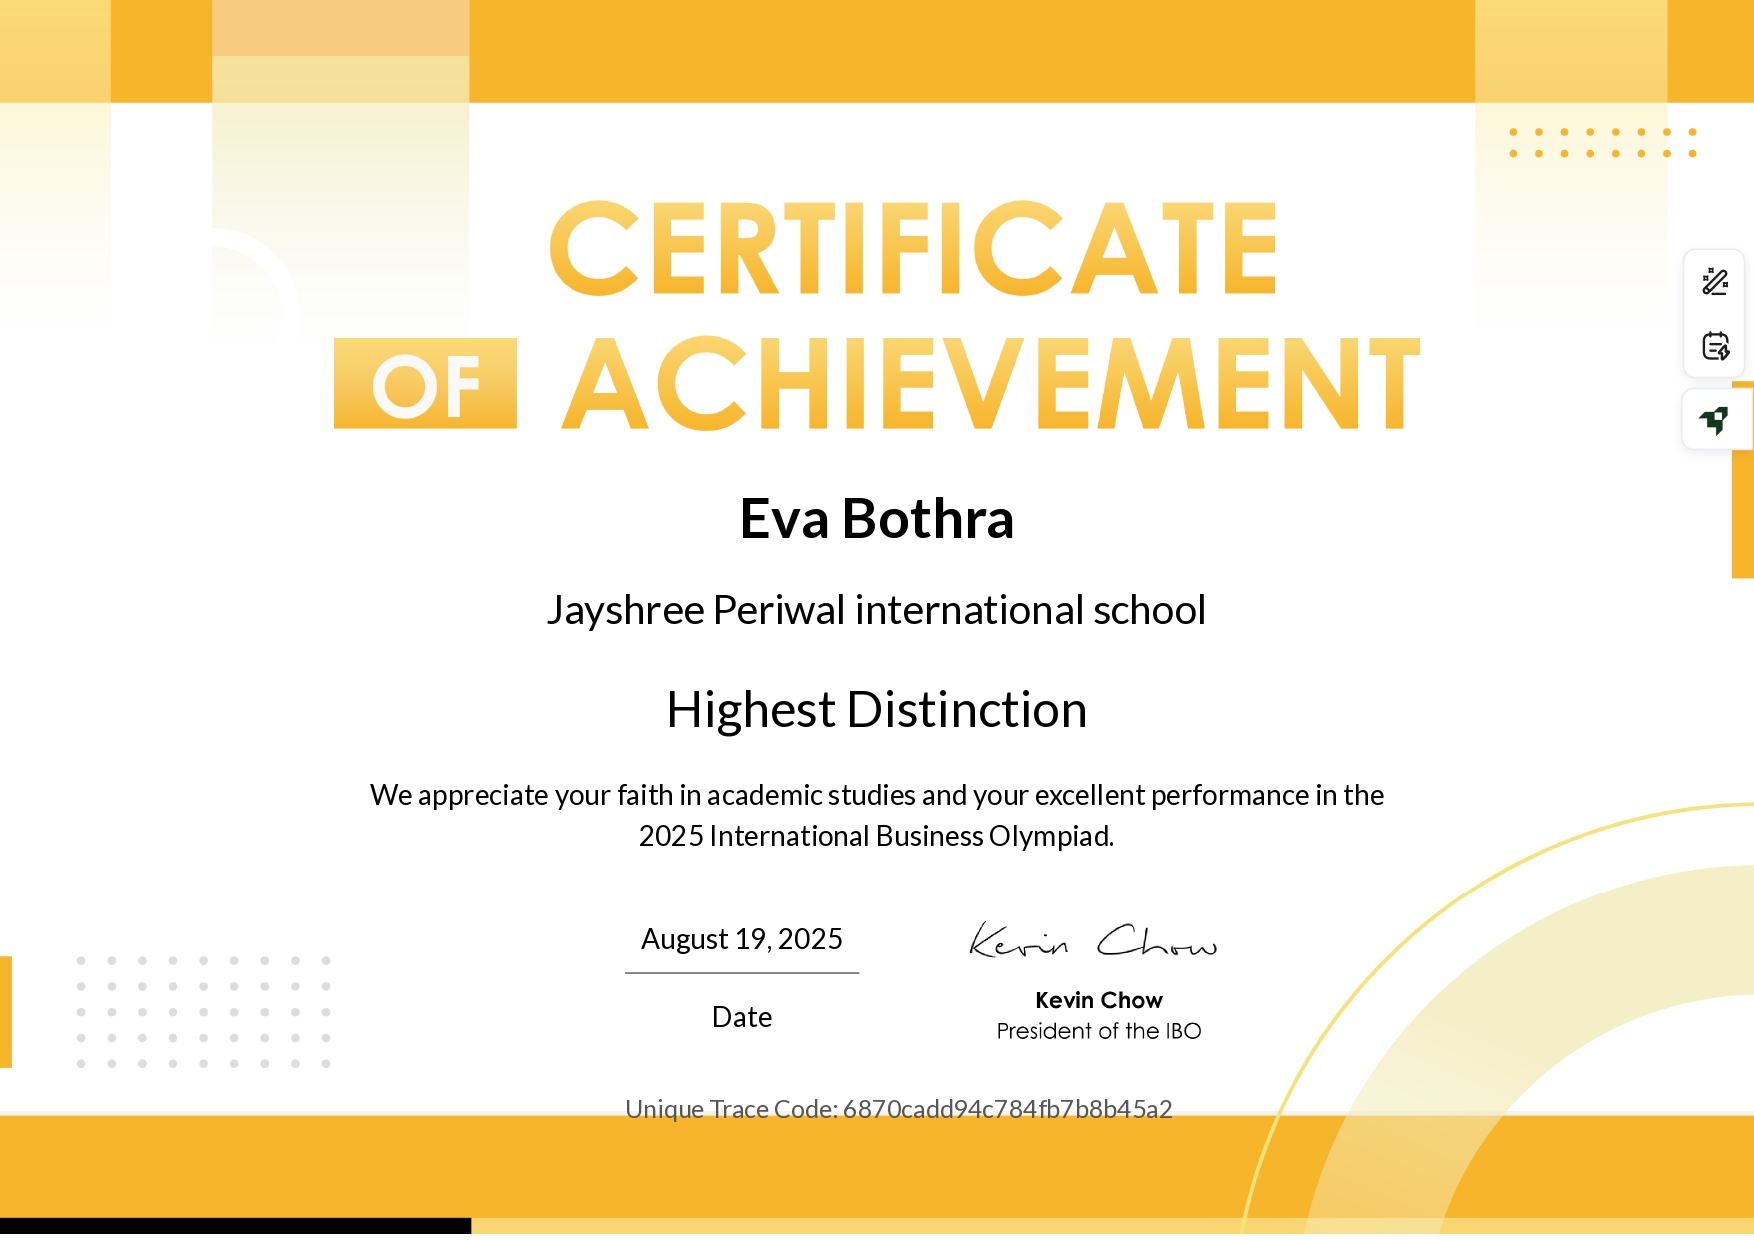 CERTIFICATE
OF ACHIEVEMENT
Eva Bothra
Jayshree Periwal international school
Highest Distinction
We appreciate your faith in academic studies and your excellent performance in the
2025 International Business Olympiad.
August 19, 2025
Date
Kevin Chow
Kevin Chow
President of the IBO
Unique Trace Code: 6870cadd94c784fb7b8b45a2